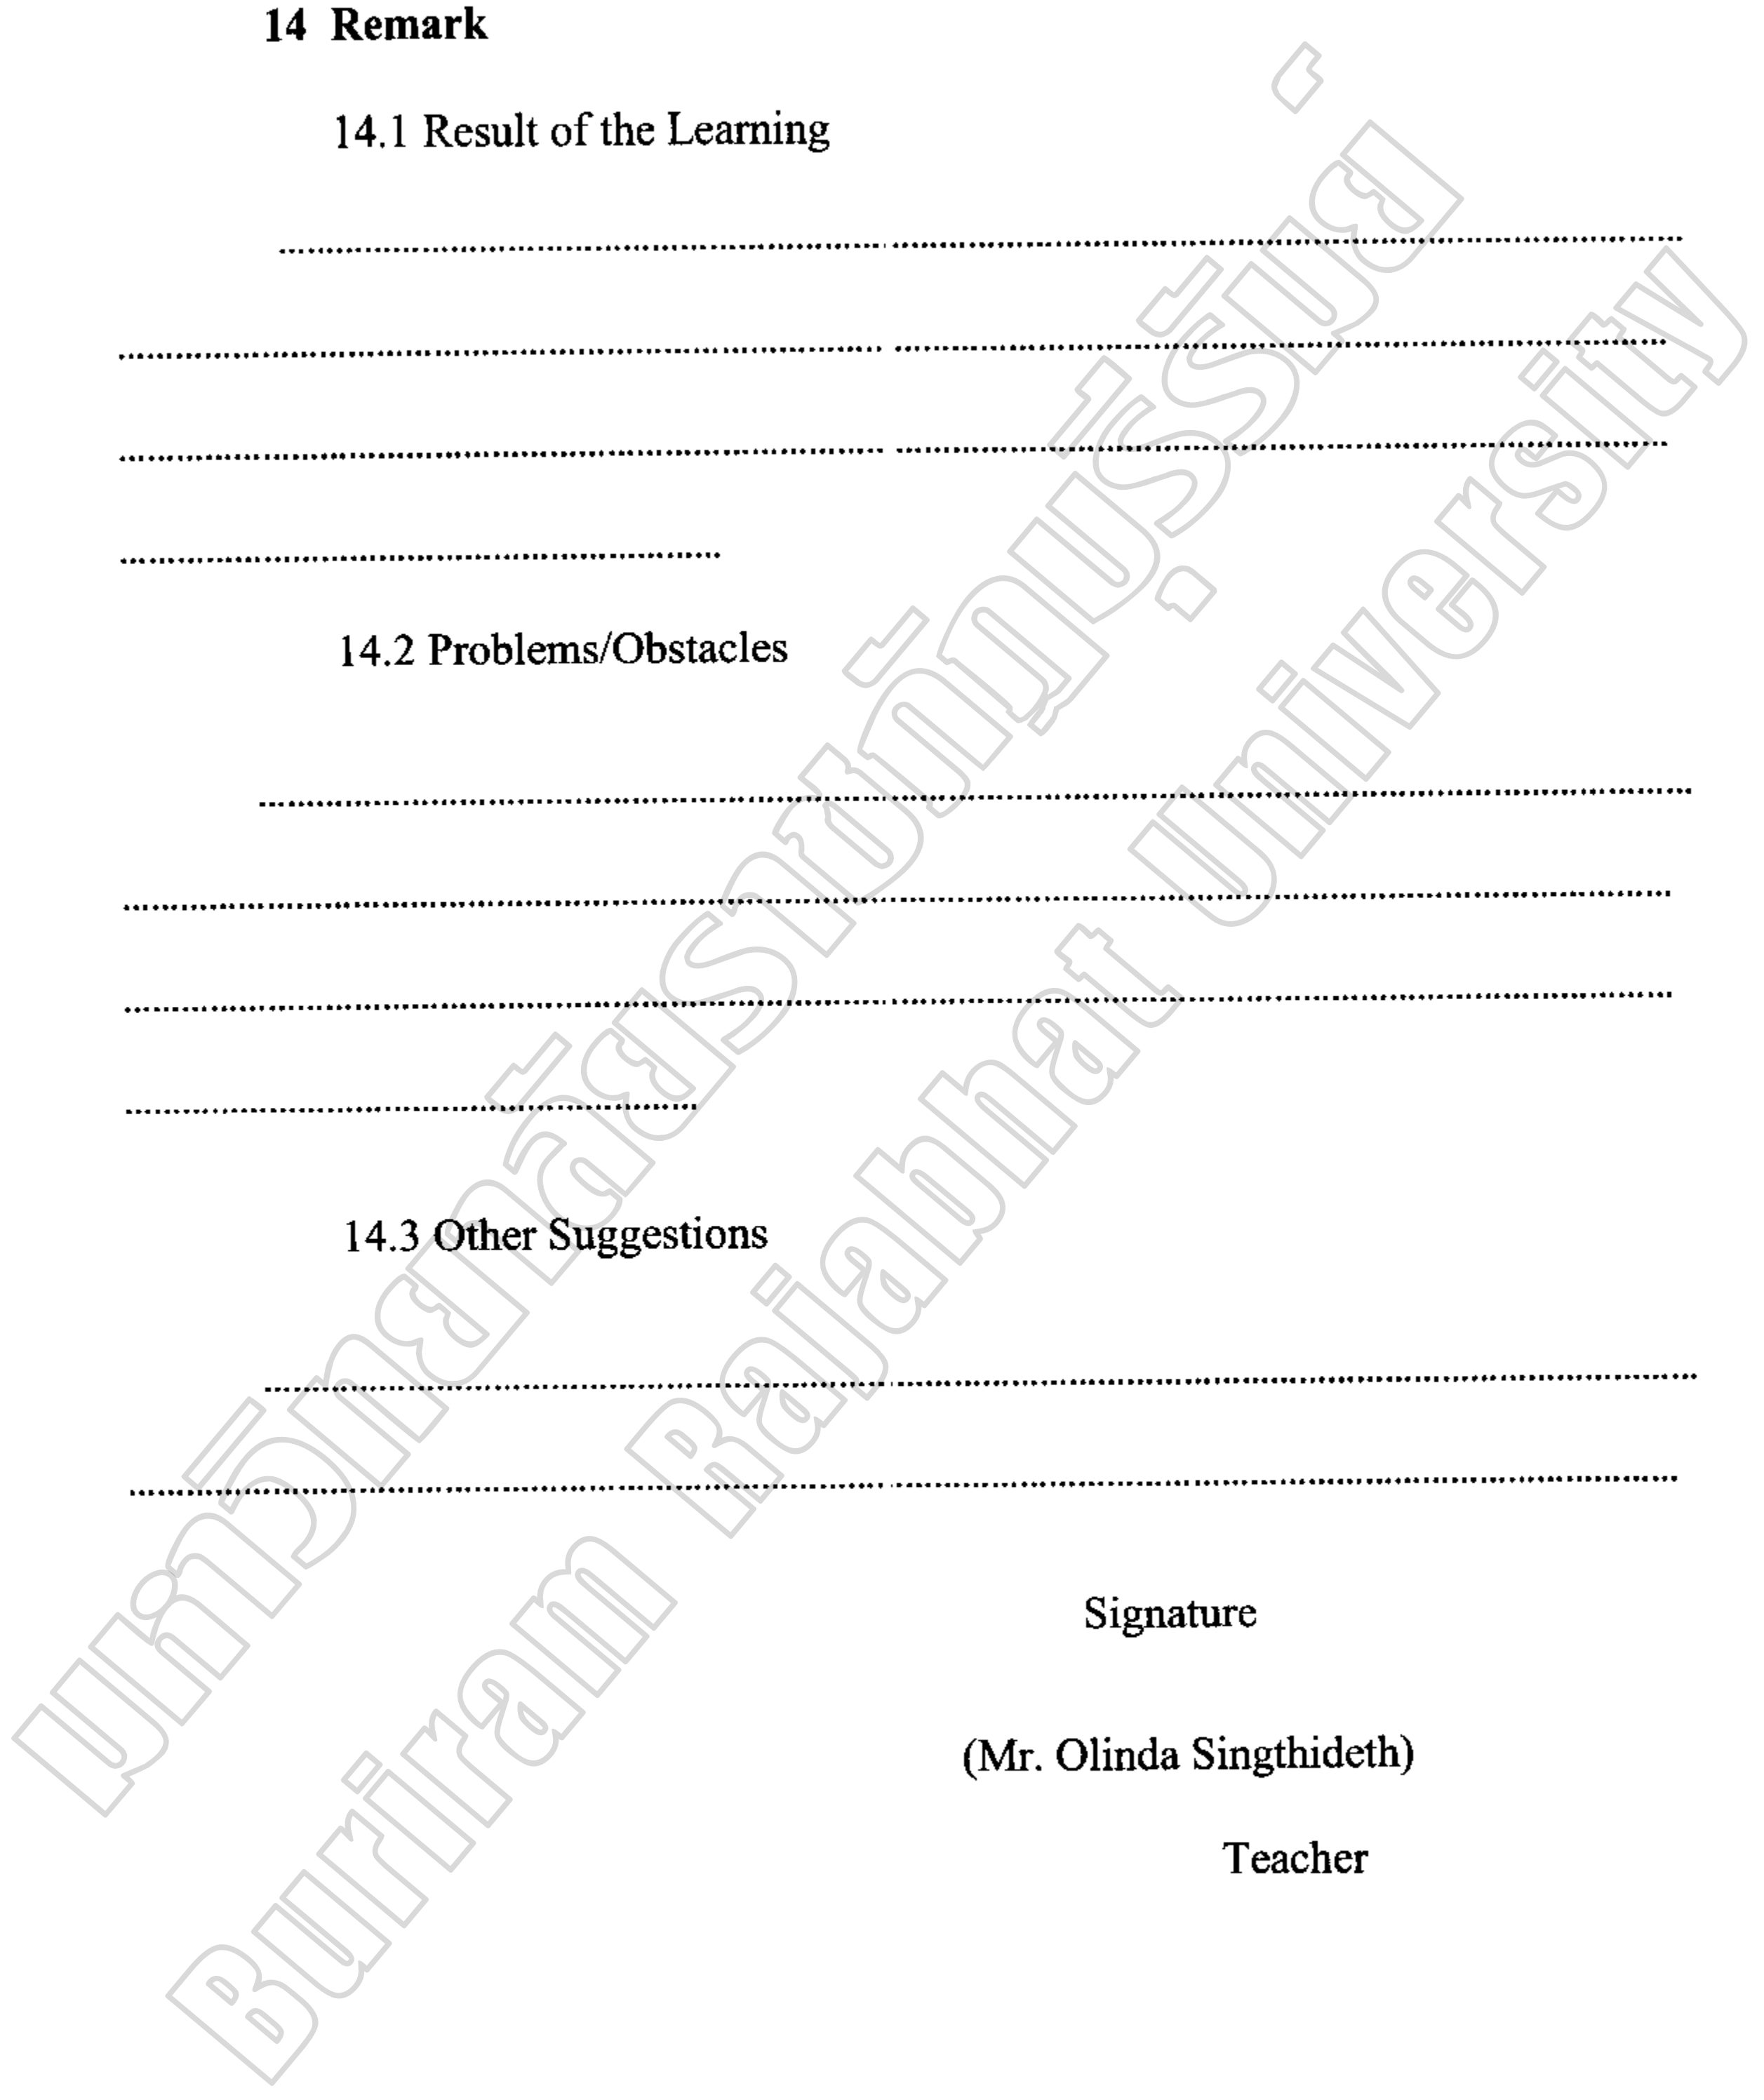 14 Remark
14.1 Result of the Learning
................................................................................
................................................................................
................................................................................
........................................
14.2 Problems/Obstacles
................................................................................
................................................................................
................................................................................
........................................
14.3 Other Suggestions
................................................................................
................................................................................
Signature
(Mr. Olinda Singthideth)
Teacher
มหาวิทยาลัยราชภัฏบุรีรัมย์
Buriram Rajabhat University